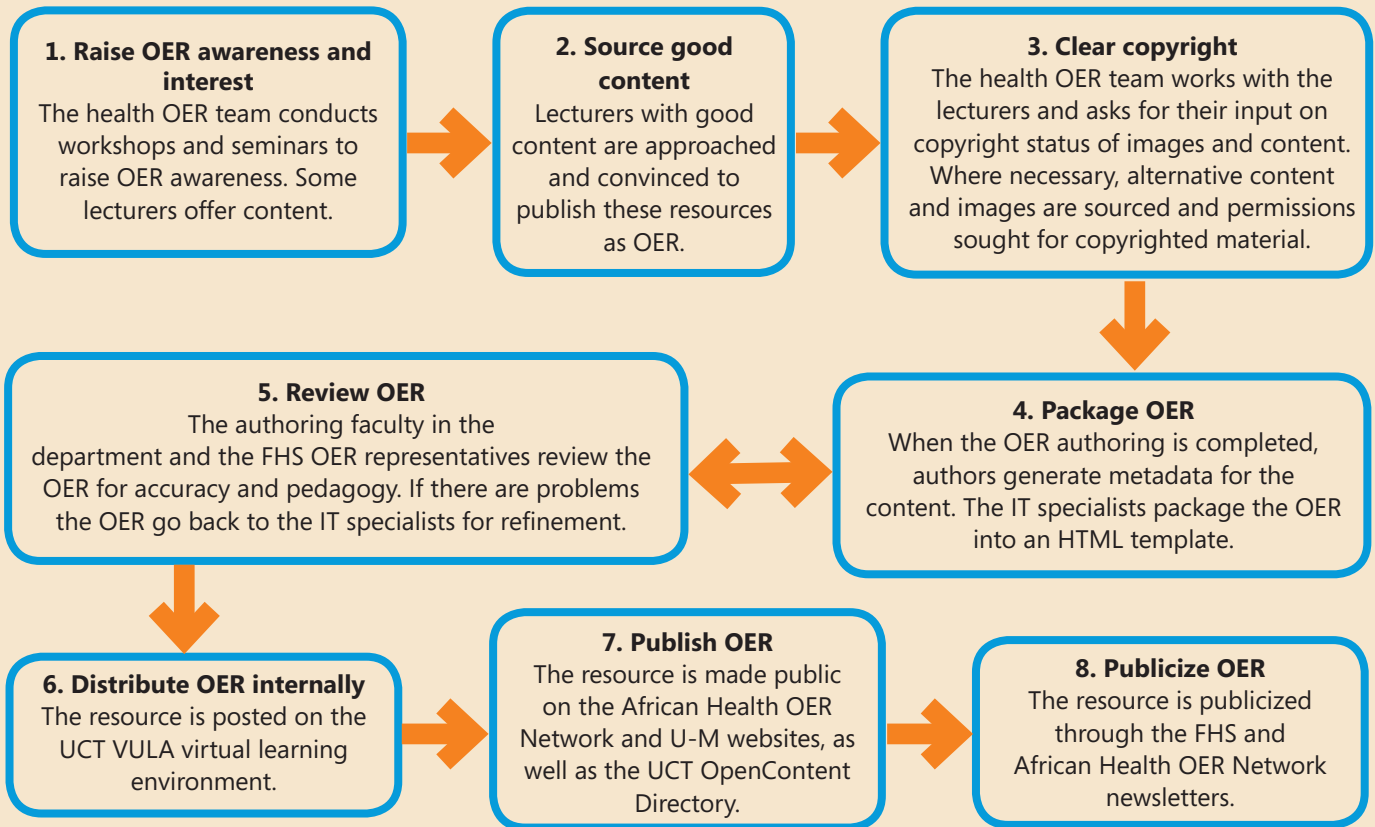 1. Raise OER awareness and
interest
The health OER team conducts
workshops and seminars to
raise OER awareness. Some
lecturers offer content.
2. Source good
content
Lecturers with good
content are approached
and convinced to
publish these resources
as OER.
3. Clear copyright
The health OER team works with the
lecturers and asks for their input on
copyright status of images and content.
Where necessary, alternative content
and images are sourced and permissions
sought for copyrighted material.
4. Package OER
When the OER authoring is completed,
authors generate metadata for the
content. The IT specialists package the OER
into an HTML template.
5. Review OER
The authoring faculty in the
department and the FHS OER representatives review the
OER for accuracy and pedagogy. If there are problems
the OER go back to the IT specialists for refinement.
6. Distribute OER internally
The resource is posted on the
UCT VULA virtual learning
environment.
7. Publish OER
The resource is made public
on the African Health OER
Network and U-M websites, as
well as the UCT OpenContent
Directory.
8. Publicize OER
The resource is publicized
through the FHS and
African Health OER Network
newsletters.